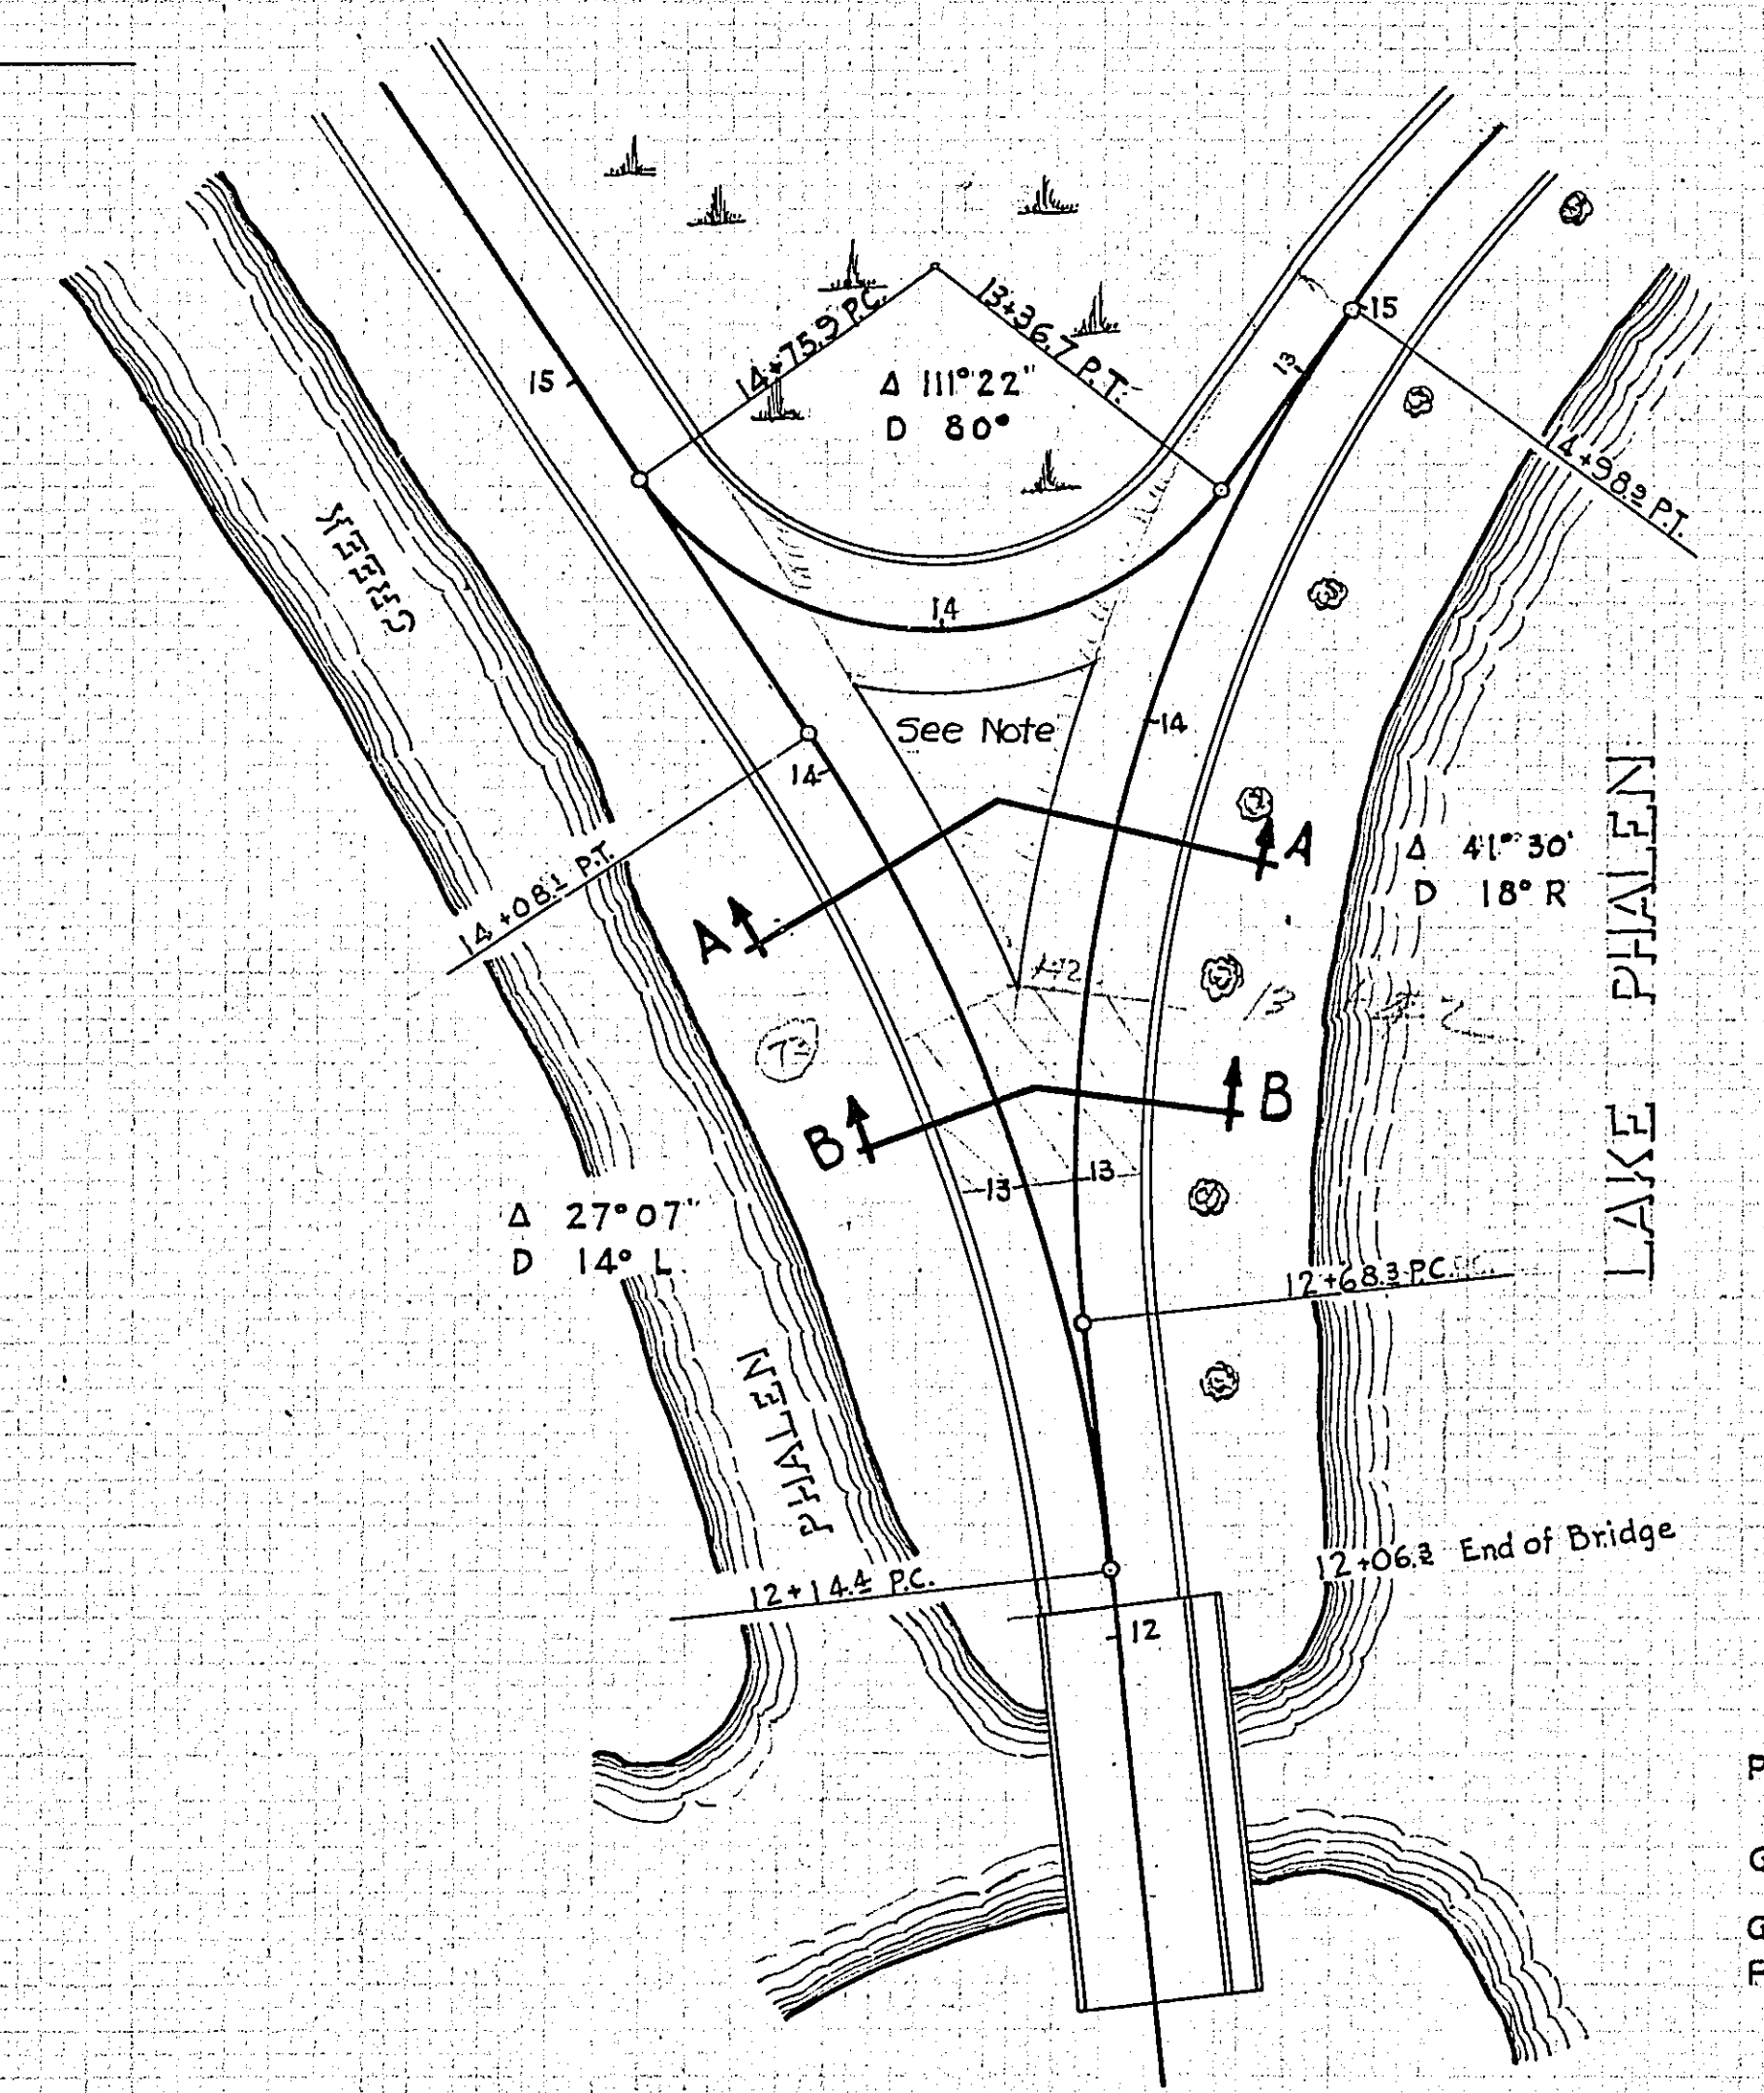 15
14+75.9 P.C.
13+36.7 P.T.
Δ 111°22"
D 80°
13
15
14+98.9 P.T.
CREEK
14
See Note
14
14
14+08.1 P.T.
A
A
Δ 41°30'
D 18° R
LAKE PHALEN
13
B
B
13
13
Δ 27°07"
D 14° L.
12+68.3 P.C.
PHALEN
12+14.4 P.C.
12+06.3 End of Bridge
12
P
G
G
F